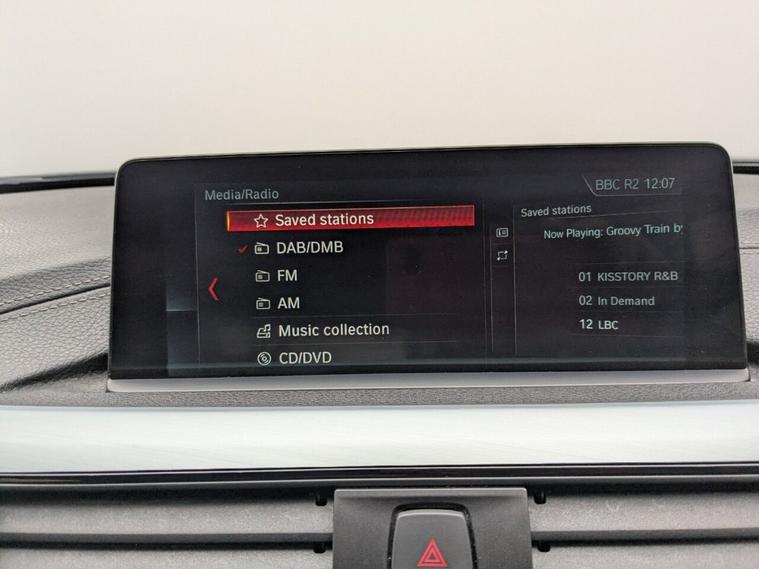 Media/Radio
BBC R2 12:07
Saved stations
DAB/DMB
FM
AM
Music collection
CD/DVD
Saved stations
Now Playing: Groovy Train by
01 KISSTORY R&B
02 In Demand
12 LBC